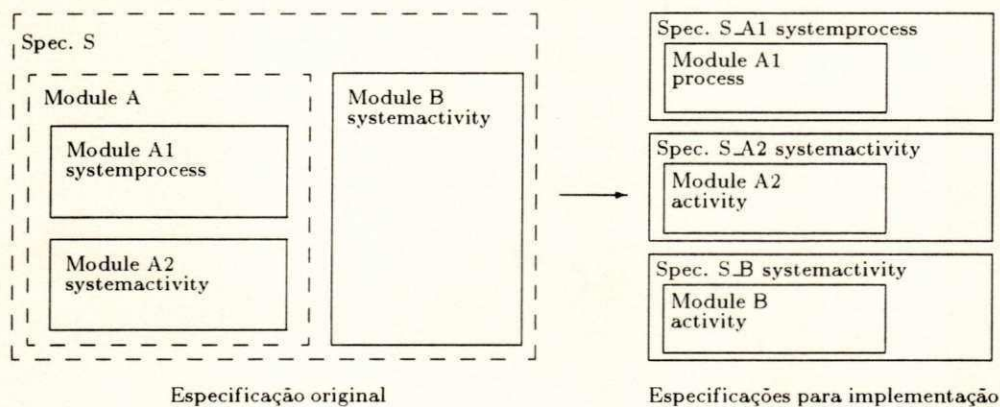 Spec. S
Module A
Module A1
systemprocess
Module A2
systemactivity
Module B
systemactivity
Especificação original
Spec. S_A1 systemprocess
Module A1
process
Spec. S_A2 systemactivity
Module A2
activity
Spec. S_B systemactivity
Module B
activity
Especificações para implementação